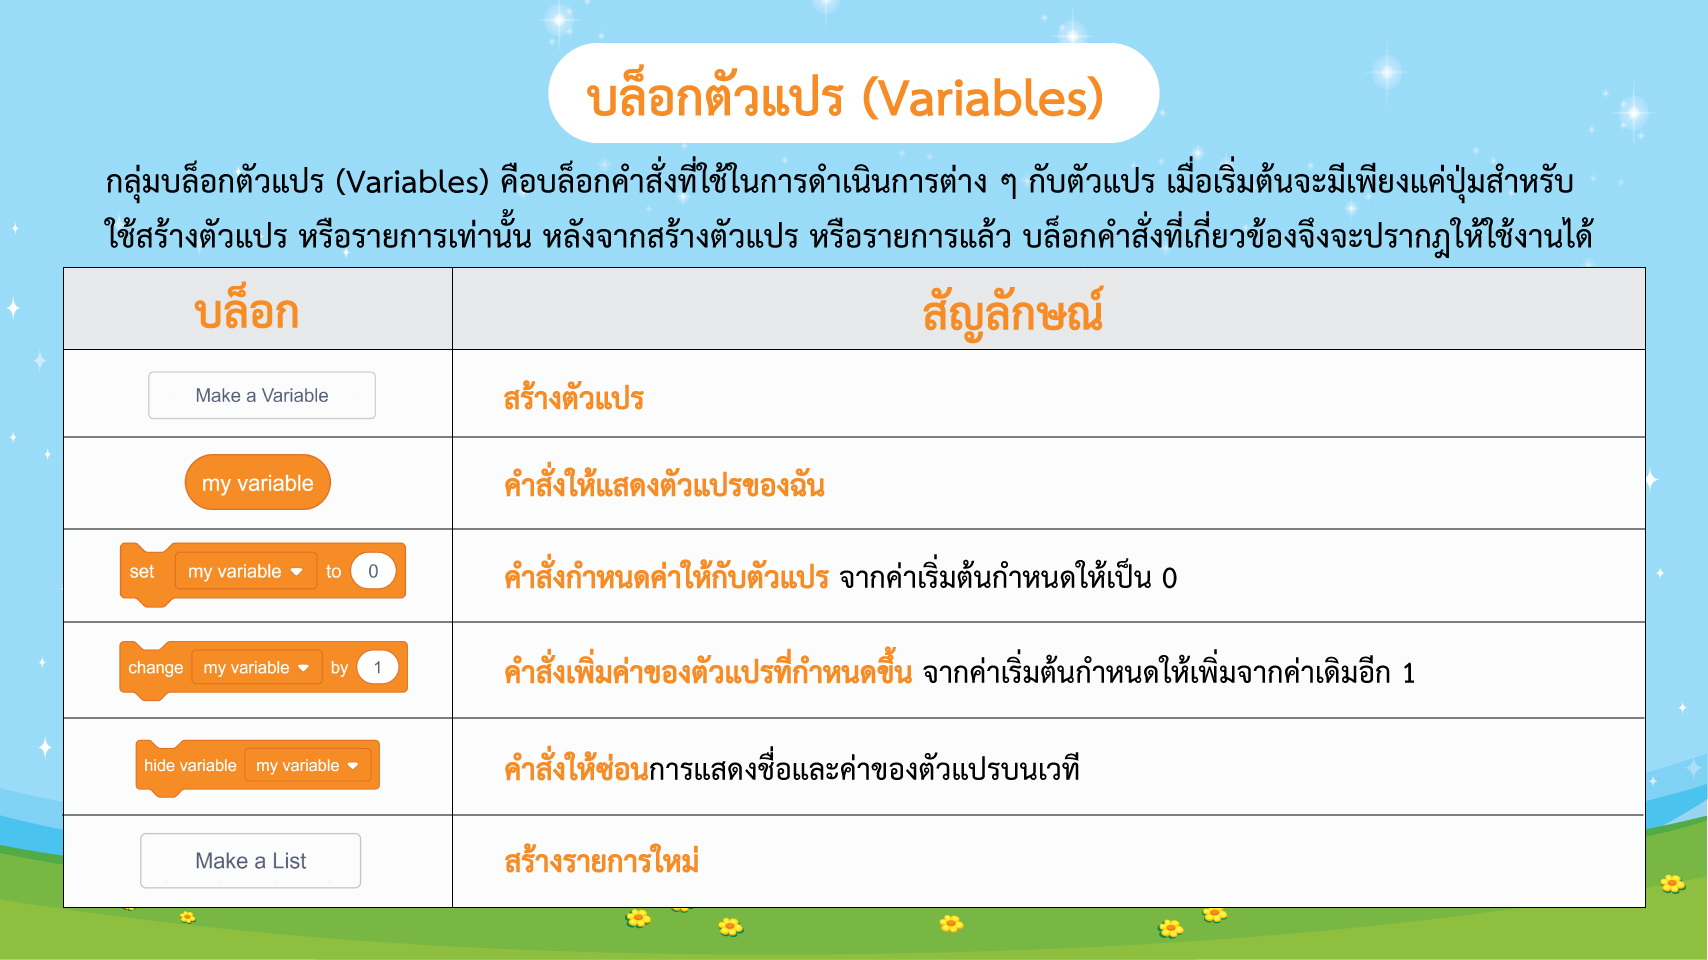 บล็อกตัวแปร (Variables)
กลุ่มบล็อกตัวแปร (Variables) คือบล็อกคำสั่งที่ใช้ในการดำเนินการต่าง ๆ กับตัวแปร เมื่อเริ่มต้นจะมีเพียงแค่ปุ่มสำหรับ
ใช้สร้างตัวแปร หรือรายการเท่านั้น หลังจากสร้างตัวแปร หรือรายการแล้ว บล็อกคำสั่งที่เกี่ยวข้องจึงจะปรากฎให้ใช้งานได้
บล็อก สัญลักษณ์
Make a Variable สร้างตัวแปร
my variable คำสั่งให้แสดงตัวแปรของฉัน
set my variable to 0 คำสั่งกำหนดค่าให้กับตัวแปร จากค่าเริ่มต้นกำหนดให้เป็น 0
change my variable by 1 คำสั่งเพิ่มค่าของตัวแปรที่กำหนดขึ้น จากค่าเริ่มต้นกำหนดให้เพิ่มจากค่าเดิมอีก 1
hide variable my variable คำสั่งให้ซ่อนการแสดงชื่อและค่าของตัวแปรบนเวที
Make a List สร้างรายการใหม่